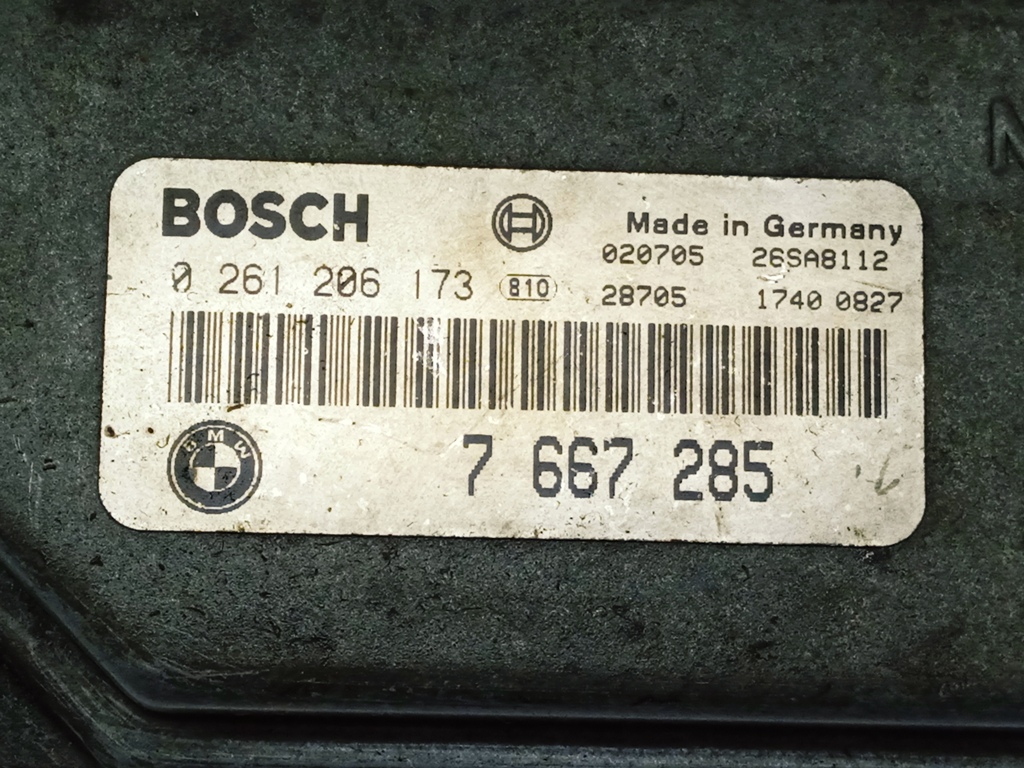 BOSCH
Made in Germany
020705 26SA8112
0 261 206 173 810
28705 1740 0827
BMW
7 667 285
N